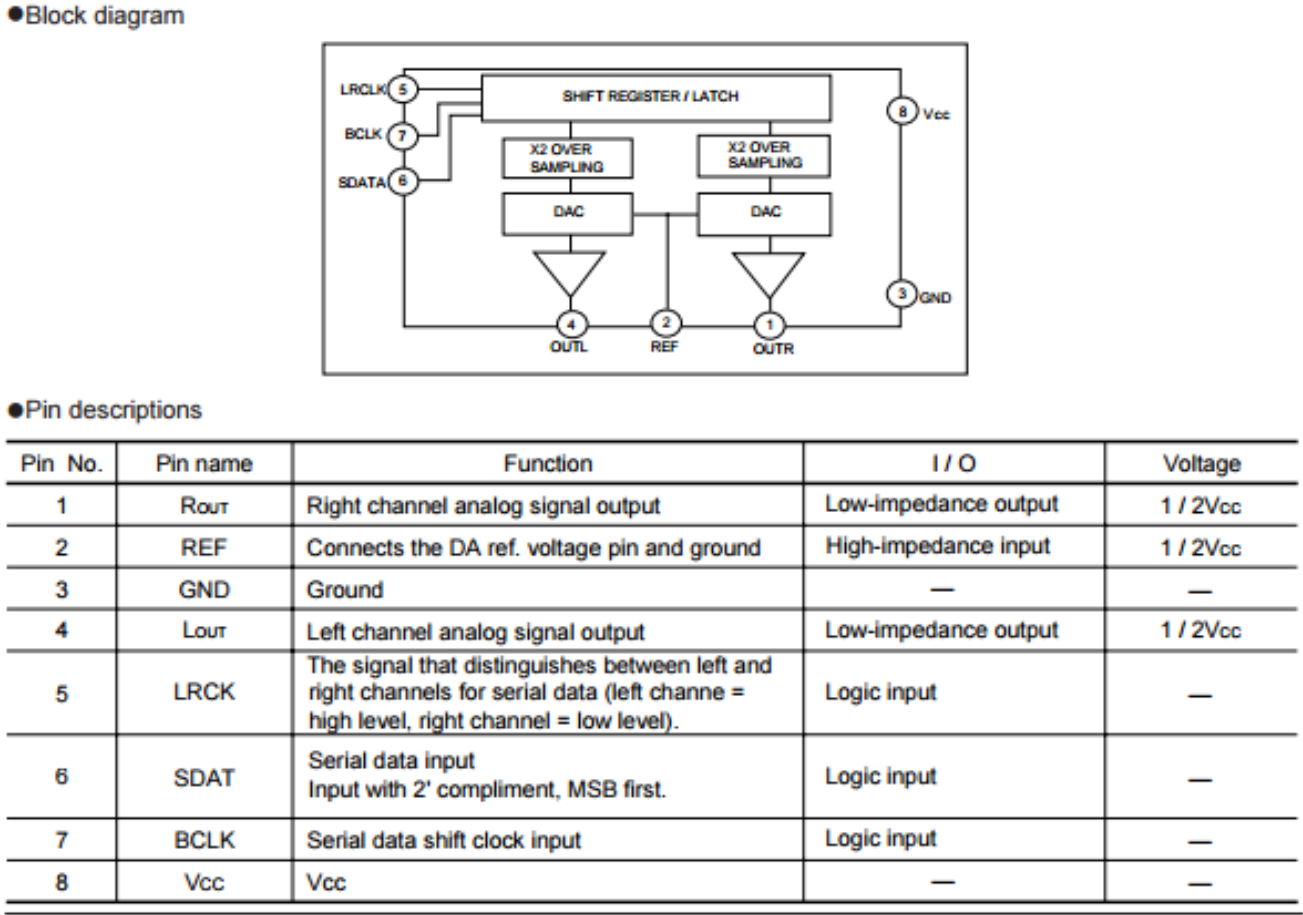 ●Block diagram
LRCLK 5
SHIFT REGISTER / LATCH
8 Vcc
BCLK 7
X2 OVER
SAMPLING
X2 OVER
SAMPLING
SDATA 6
DAC
DAC
3 GND
4
2
1
OUTL
REF
OUTR
●Pin descriptions
Pin No. Pin name Function I / O Voltage
1 ROUT Right channel analog signal output Low-impedance output 1 / 2Vcc
2 REF Connects the DA ref. voltage pin and ground High-impedance input 1 / 2Vcc
3 GND Ground — —
4 LOUT Left channel analog signal output Low-impedance output 1 / 2Vcc
5 LRCK The signal that distinguishes between left and
right channels for serial data (left channe =
high level, right channel = low level). Logic input —
6 SDAT Serial data input
Input with 2' compliment, MSB first. Logic input —
7 BCLK Serial data shift clock input Logic input —
8 Vcc Vcc — —